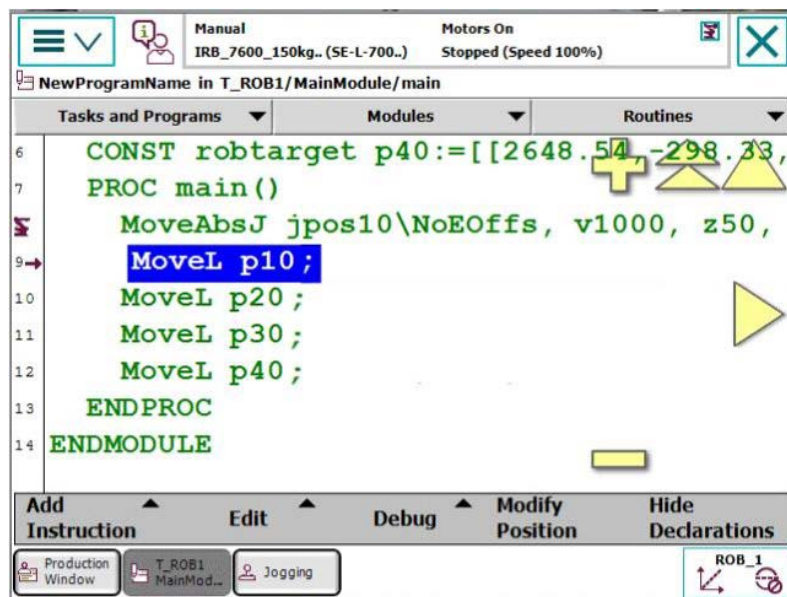 Manual
Motors On
IRB_7600_150kg.. (SE-L-700..)
Stopped (Speed 100%)
NewProgramName in T_ROB1/MainModule/main
Tasks and Programs
Modules
Routines
6 CONST robtarget p40:=[[2648.54,-298.33,
7 PROC main()
MoveAbsJ jpos10\NoEOffs, v1000, z50,
9 MoveL p10;
10 MoveL p20;
11 MoveL p30;
12 MoveL p40;
13 ENDPROC
14 ENDMODULE
Add Instruction
Edit
Debug
Modify Position
Hide Declarations
Production Window
T_ROB1 MainMod...
Jogging
ROB_1